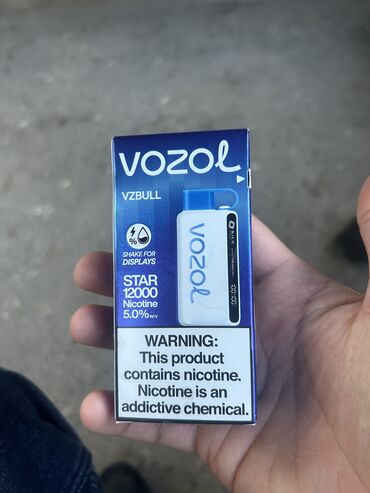 VOZOL
VZBULL
%
SHAKE FOR
DISPLAYS
STAR
12000
Nicotine
5.0%
VOZOL
WARNING:
This product
contains nicotine.
Nicotine is an
addictive chemical.